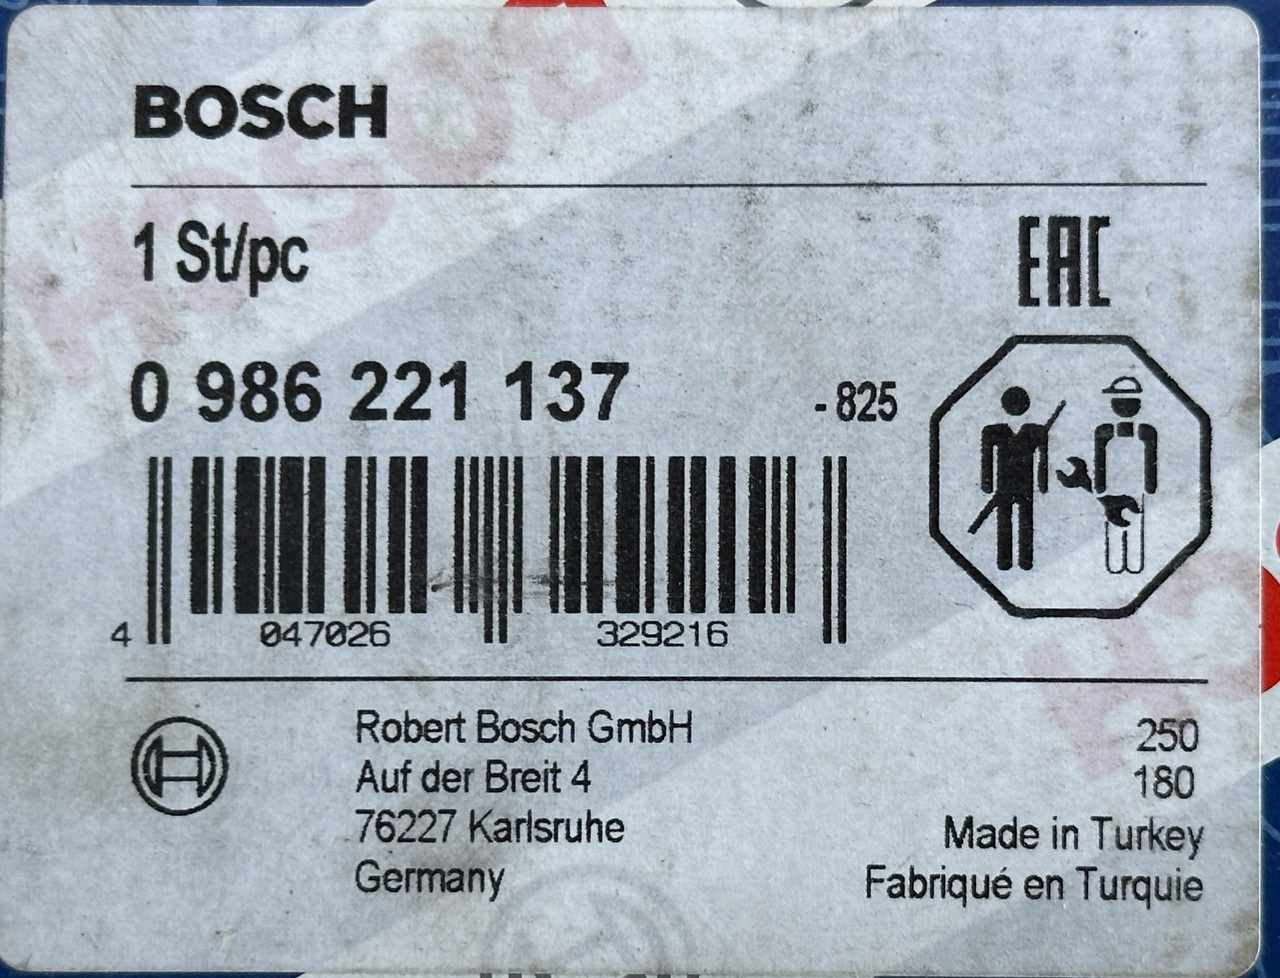 BOSCH
1 St/pc
EAC
0 986 221 137
- 825
4 047026 329216
Robert Bosch GmbH
Auf der Breit 4
76227 Karlsruhe
Germany
250
180
Made in Turkey
Fabriqué en Turquie